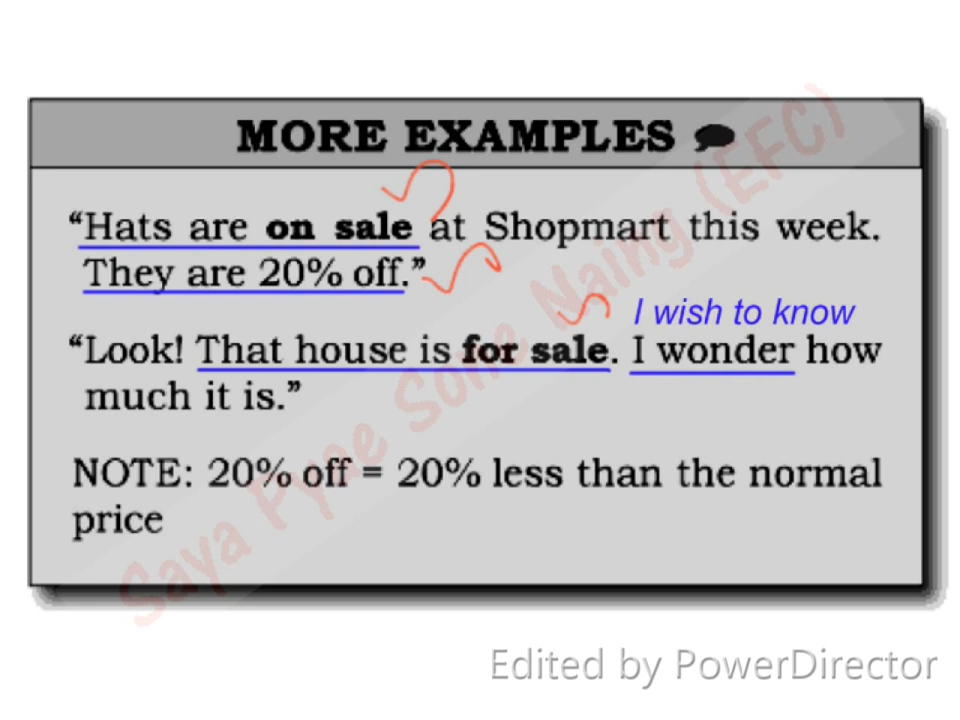 MORE EXAMPLES
“Hats are on sale at Shopmart this week.
They are 20% off.”
I wish to know
“Look! That house is for sale. I wonder how
much it is.”
NOTE: 20% off = 20% less than the normal
price
Saya Pyae Sone Naing (EFC)
Edited by PowerDirector